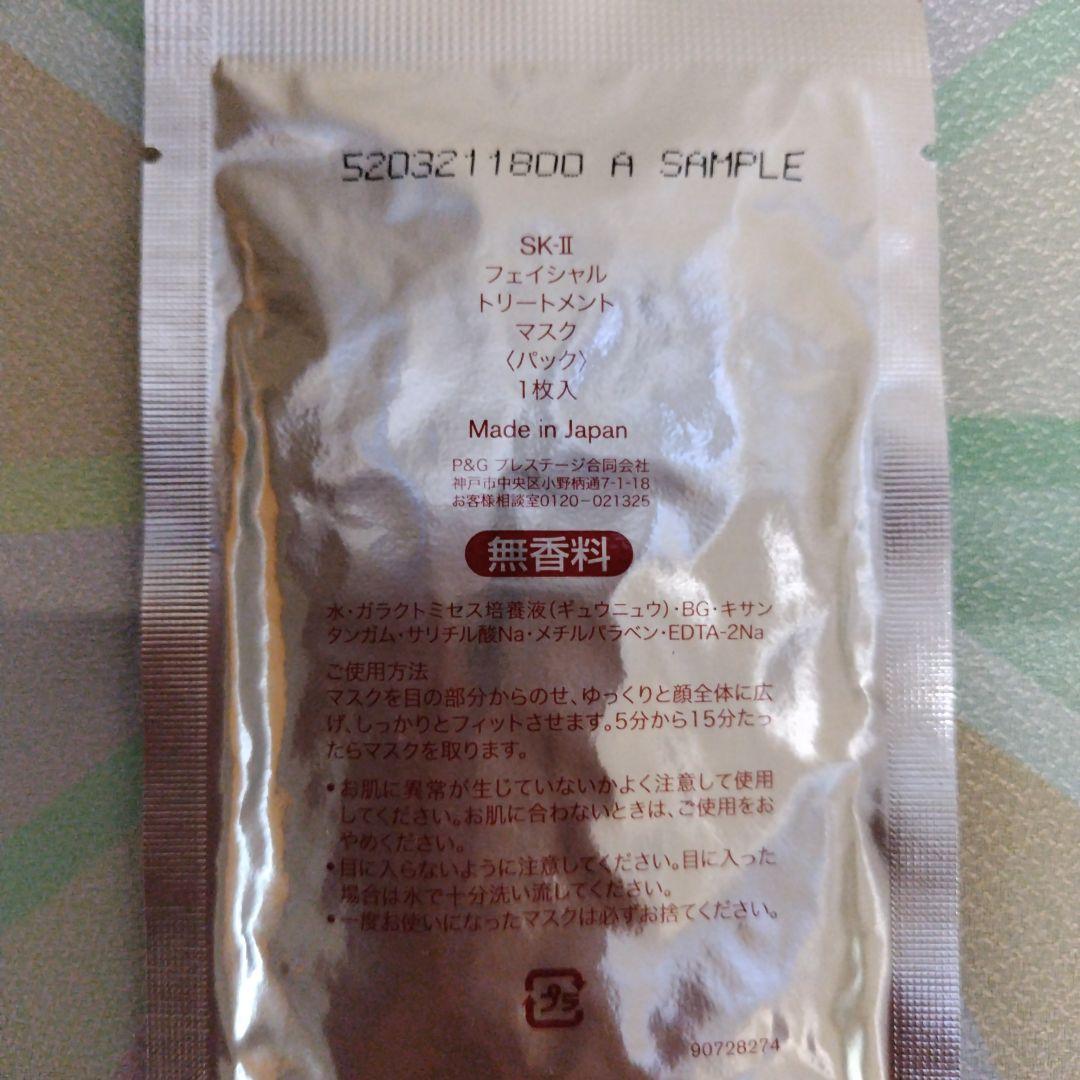 5203211800 A SAMPLE
SK-II
フェイシャル
トリートメント
マスク
〈パック〉
1枚入
Made in Japan
P&G プレステージ合同会社
神戸市中央区小野柄通7-1-18
お客様相談室0120-021325
無香料
水・ガラクトミセス培養液(ギュウニュウ)・BG・キサン
タンガム・サリチル酸Na・メチルパラベン・EDTA-2Na
ご使用方法
マスクを目の部分からのせ、ゆっくりと顔全体に広
げ、しっかりとフィットさせます。5分から15分たっ
たらマスクを取ります。
•お肌に異常が生じていないかよく注意して使用
してください。お肌に合わないときは、ご使用をお
やめください。
•目に入らないように注意してください。目に入った
場合は水で十分洗い流してください。
•一度お使いになったマスクは必ずお捨てください。
プラ
90728274